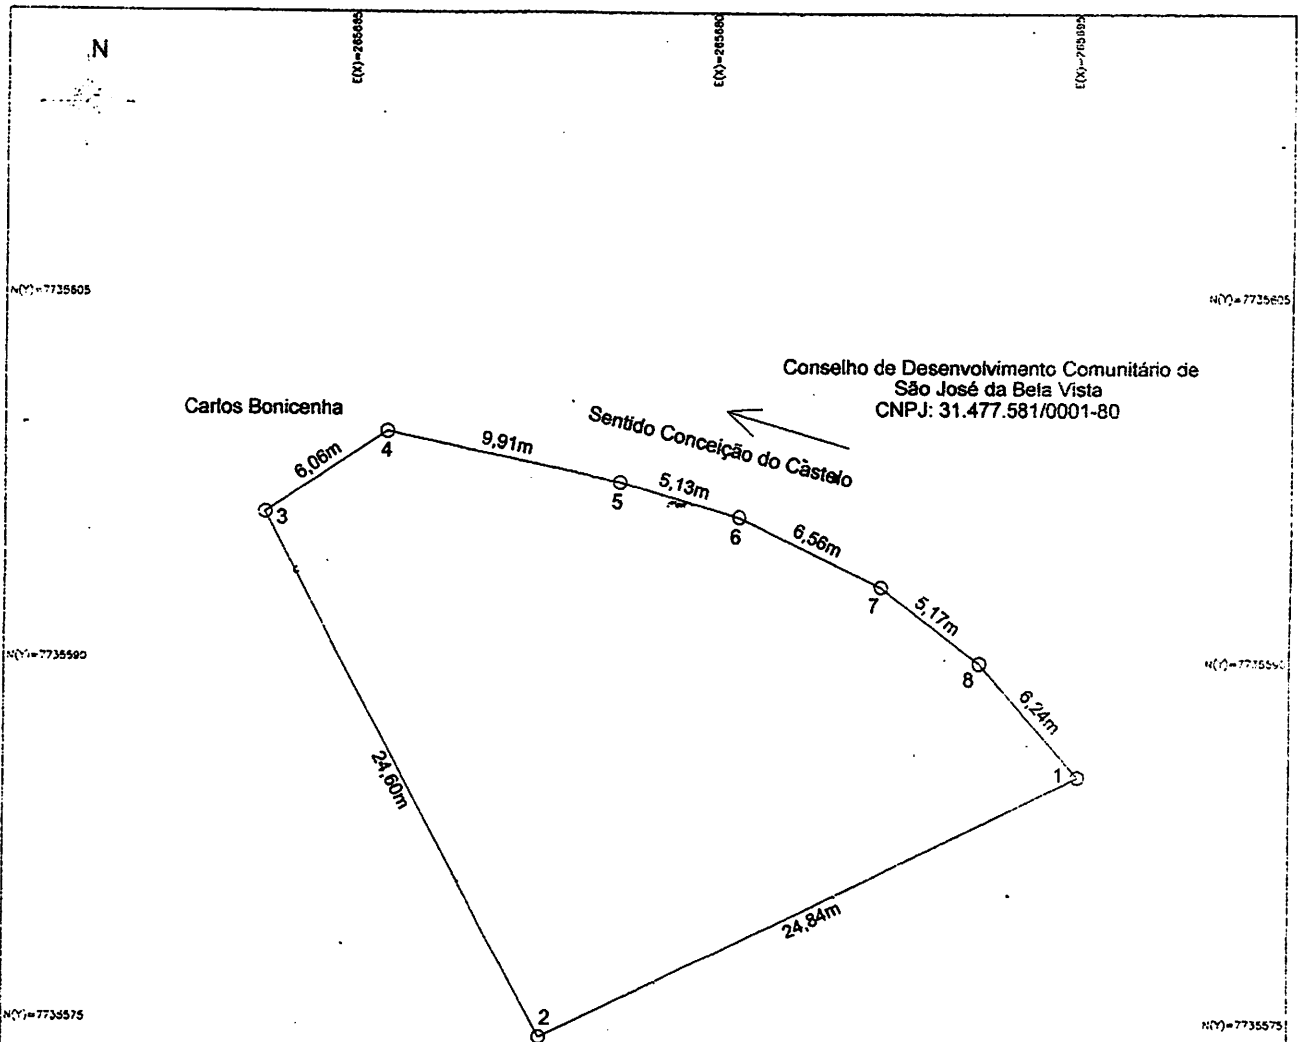 N
E(X)=265665
E(X)=265680
E(X)=265695
N(Y)=7735605
N(Y)=7735605
Conselho de Desenvolvimento Comunitário de
São José da Bela Vista
CNPJ: 31.477.581/0001-80
Carlos Bonicenha
Sentido Conceição do Castelo
6,06m
4
9,91m
5
5,13m
6
3
6,56m
7
5,17m
8
N(Y)=7735590
N(Y)=7735590
6,24m
1
24,60m
24,84m
2
N(Y)=7735575
N(Y)=7735575